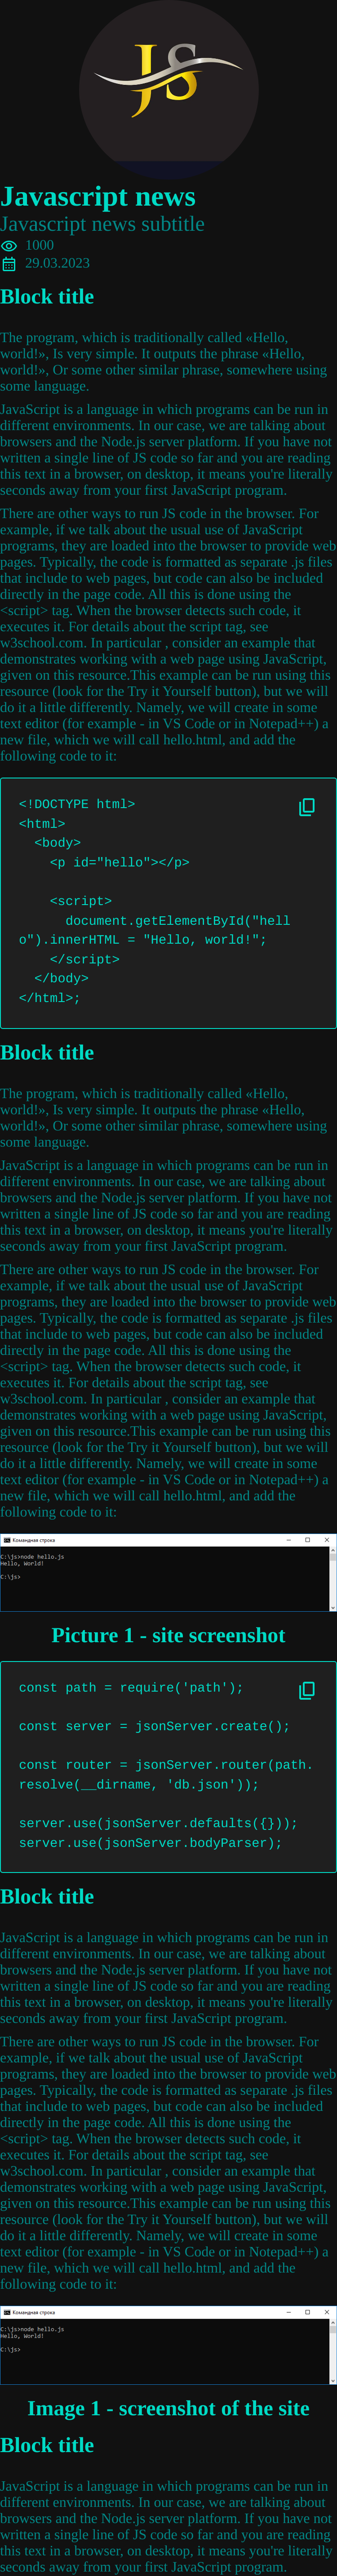 JS
Javascript news
Javascript news subtitle
1000
29.03.2023
Block title
The program, which is traditionally called «Hello,
world!», Is very simple. It outputs the phrase «Hello,
world!», Or some other similar phrase, somewhere using
some language.
JavaScript is a language in which programs can be run in
different environments. In our case, we are talking about
browsers and the Node.js server platform. If you have not
written a single line of JS code so far and you are reading
this text in a browser, on desktop, it means you're literally
seconds away from your first JavaScript program.
There are other ways to run JS code in the browser. For
example, if we talk about the usual use of JavaScript
programs, they are loaded into the browser to provide web
pages. Typically, the code is formatted as separate .js files
that include to web pages, but code can also be included
directly in the page code. All this is done using the
<script> tag. When the browser detects such code, it
executes it. For details about the script tag, see
w3school.com. In particular , consider an example that
demonstrates working with a web page using JavaScript,
given on this resource.This example can be run using this
resource (look for the Try it Yourself button), but we will
do it a little differently. Namely, we will create in some
text editor (for example - in VS Code or in Notepad++) a
new file, which we will call hello.html, and add the
following code to it:
<!DOCTYPE html>
<html>
  <body>
    <p id="hello"></p>

    <script>
      document.getElementById("hell
o").innerHTML = "Hello, world!";
    </script>
  </body>
</html>;
Block title
The program, which is traditionally called «Hello,
world!», Is very simple. It outputs the phrase «Hello,
world!», Or some other similar phrase, somewhere using
some language.
JavaScript is a language in which programs can be run in
different environments. In our case, we are talking about
browsers and the Node.js server platform. If you have not
written a single line of JS code so far and you are reading
this text in a browser, on desktop, it means you're literally
seconds away from your first JavaScript program.
There are other ways to run JS code in the browser. For
example, if we talk about the usual use of JavaScript
programs, they are loaded into the browser to provide web
pages. Typically, the code is formatted as separate .js files
that include to web pages, but code can also be included
directly in the page code. All this is done using the
<script> tag. When the browser detects such code, it
executes it. For details about the script tag, see
w3school.com. In particular , consider an example that
demonstrates working with a web page using JavaScript,
given on this resource.This example can be run using this
resource (look for the Try it Yourself button), but we will
do it a little differently. Namely, we will create in some
text editor (for example - in VS Code or in Notepad++) a
new file, which we will call hello.html, and add the
following code to it:
Командная строка
C:\js>node hello.js
Hello, World!
C:\js>
Picture 1 - site screenshot
const path = require('path');

const server = jsonServer.create();

const router = jsonServer.router(path.
resolve(__dirname, 'db.json'));

server.use(jsonServer.defaults({}));
server.use(jsonServer.bodyParser);
Block title
JavaScript is a language in which programs can be run in
different environments. In our case, we are talking about
browsers and the Node.js server platform. If you have not
written a single line of JS code so far and you are reading
this text in a browser, on desktop, it means you're literally
seconds away from your first JavaScript program.
There are other ways to run JS code in the browser. For
example, if we talk about the usual use of JavaScript
programs, they are loaded into the browser to provide web
pages. Typically, the code is formatted as separate .js files
that include to web pages, but code can also be included
directly in the page code. All this is done using the
<script> tag. When the browser detects such code, it
executes it. For details about the script tag, see
w3school.com. In particular , consider an example that
demonstrates working with a web page using JavaScript,
given on this resource.This example can be run using this
resource (look for the Try it Yourself button), but we will
do it a little differently. Namely, we will create in some
text editor (for example - in VS Code or in Notepad++) a
new file, which we will call hello.html, and add the
following code to it:
Командная строка
C:\js>node hello.js
Hello, World!
C:\js>
Image 1 - screenshot of the site
Block title
JavaScript is a language in which programs can be run in
different environments. In our case, we are talking about
browsers and the Node.js server platform. If you have not
written a single line of JS code so far and you are reading
this text in a browser, on desktop, it means you're literally
seconds away from your first JavaScript program.